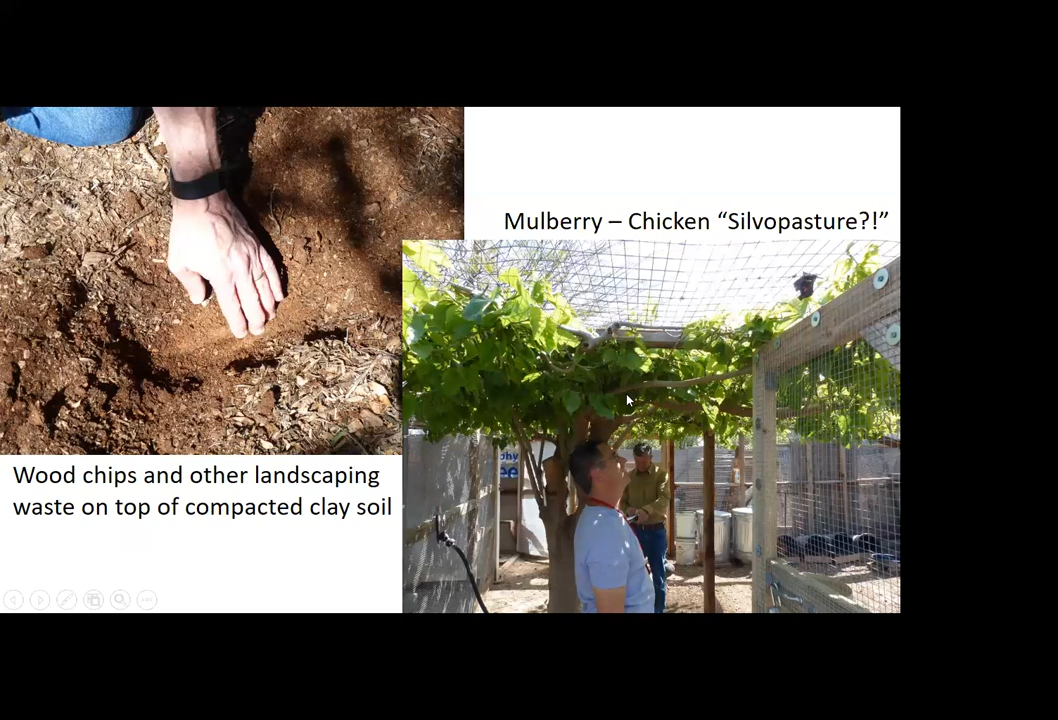 Mulberry – Chicken “Silvopasture?!”
Wood chips and other landscaping
waste on top of compacted clay soil